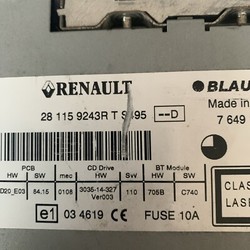 RENAULT BLAU
28 115 9243R T S495 --D Made in
7 649
PCB CD Drive BT Module
HW SW mec HW SW HW SW
D20_E03 84.15 0108 3035-14-327 Ver003 110 705B C740
CLAS
LASE
e1 03 4619 CE FUSE 10A